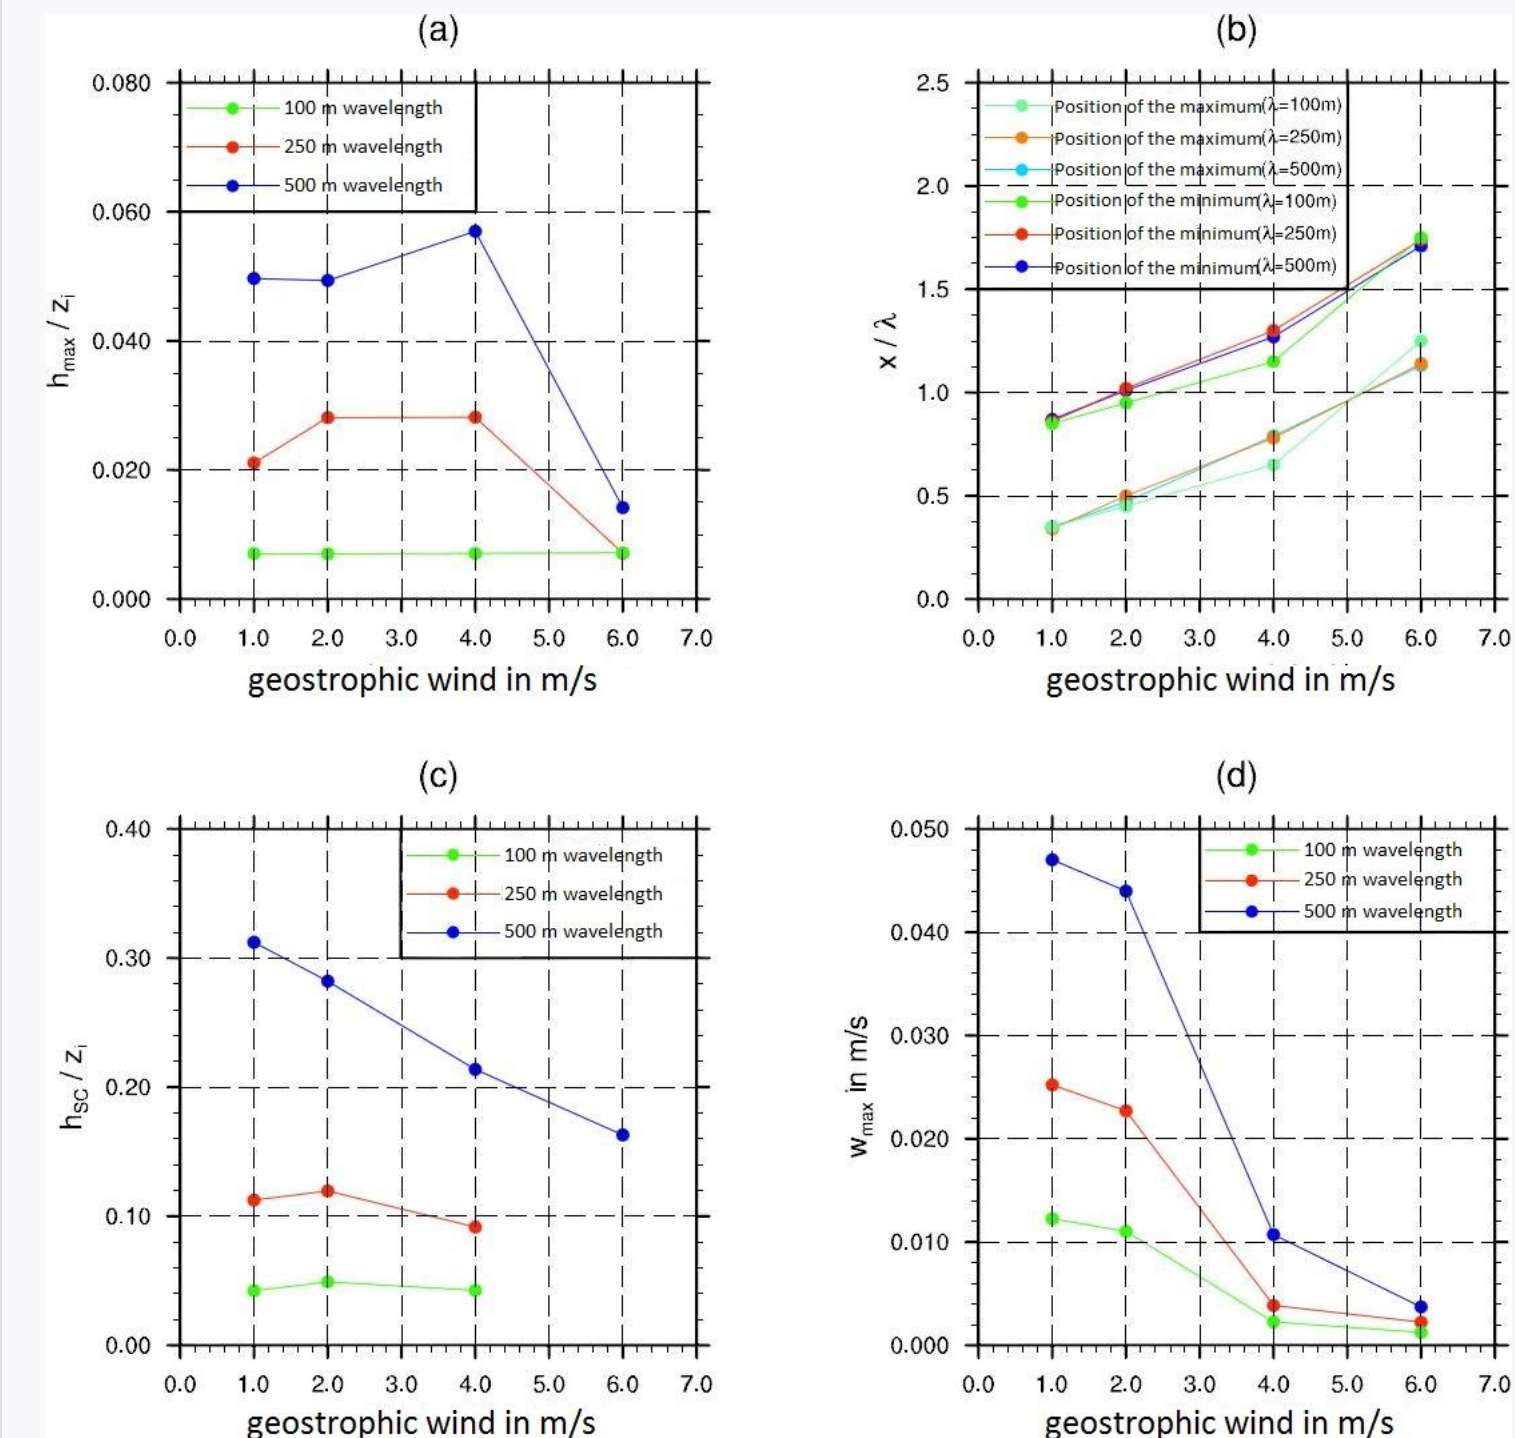 (a)
0.080
0.060
0.040
0.020
0.000
h_max / z_i
100 m wavelength
250 m wavelength
500 m wavelength
0.0 1.0 2.0 3.0 4.0 5.0 6.0 7.0
geostrophic wind in m/s
(b)
2.5
2.0
1.5
1.0
0.5
0.0
x / λ
Position of the maximum(λ=100m)
Position of the maximum(λ=250m)
Position of the maximum(λ=500m)
Position of the minimum(λ=100m)
Position of the minimum(λ=250m)
Position of the minimum(λ=500m)
0.0 1.0 2.0 3.0 4.0 5.0 6.0 7.0
geostrophic wind in m/s
(c)
0.40
0.30
0.20
0.10
0.00
h_SC / z_i
100 m wavelength
250 m wavelength
500 m wavelength
0.0 1.0 2.0 3.0 4.0 5.0 6.0 7.0
geostrophic wind in m/s
(d)
0.050
0.040
0.030
0.020
0.010
0.000
w_max in m/s
100 m wavelength
250 m wavelength
500 m wavelength
0.0 1.0 2.0 3.0 4.0 5.0 6.0 7.0
geostrophic wind in m/s